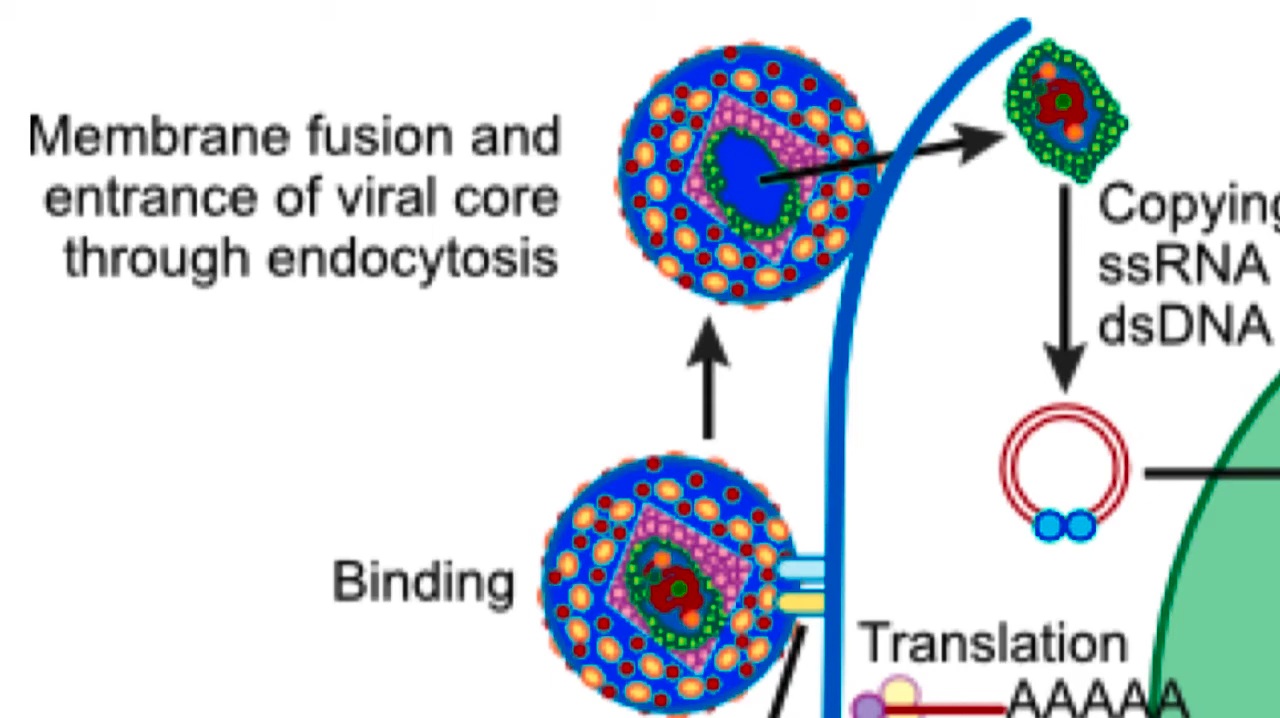 Membrane fusion and
entrance of viral core
through endocytosis
Copying
ssRNA
dsDNA
Binding
Translation
AAAAA